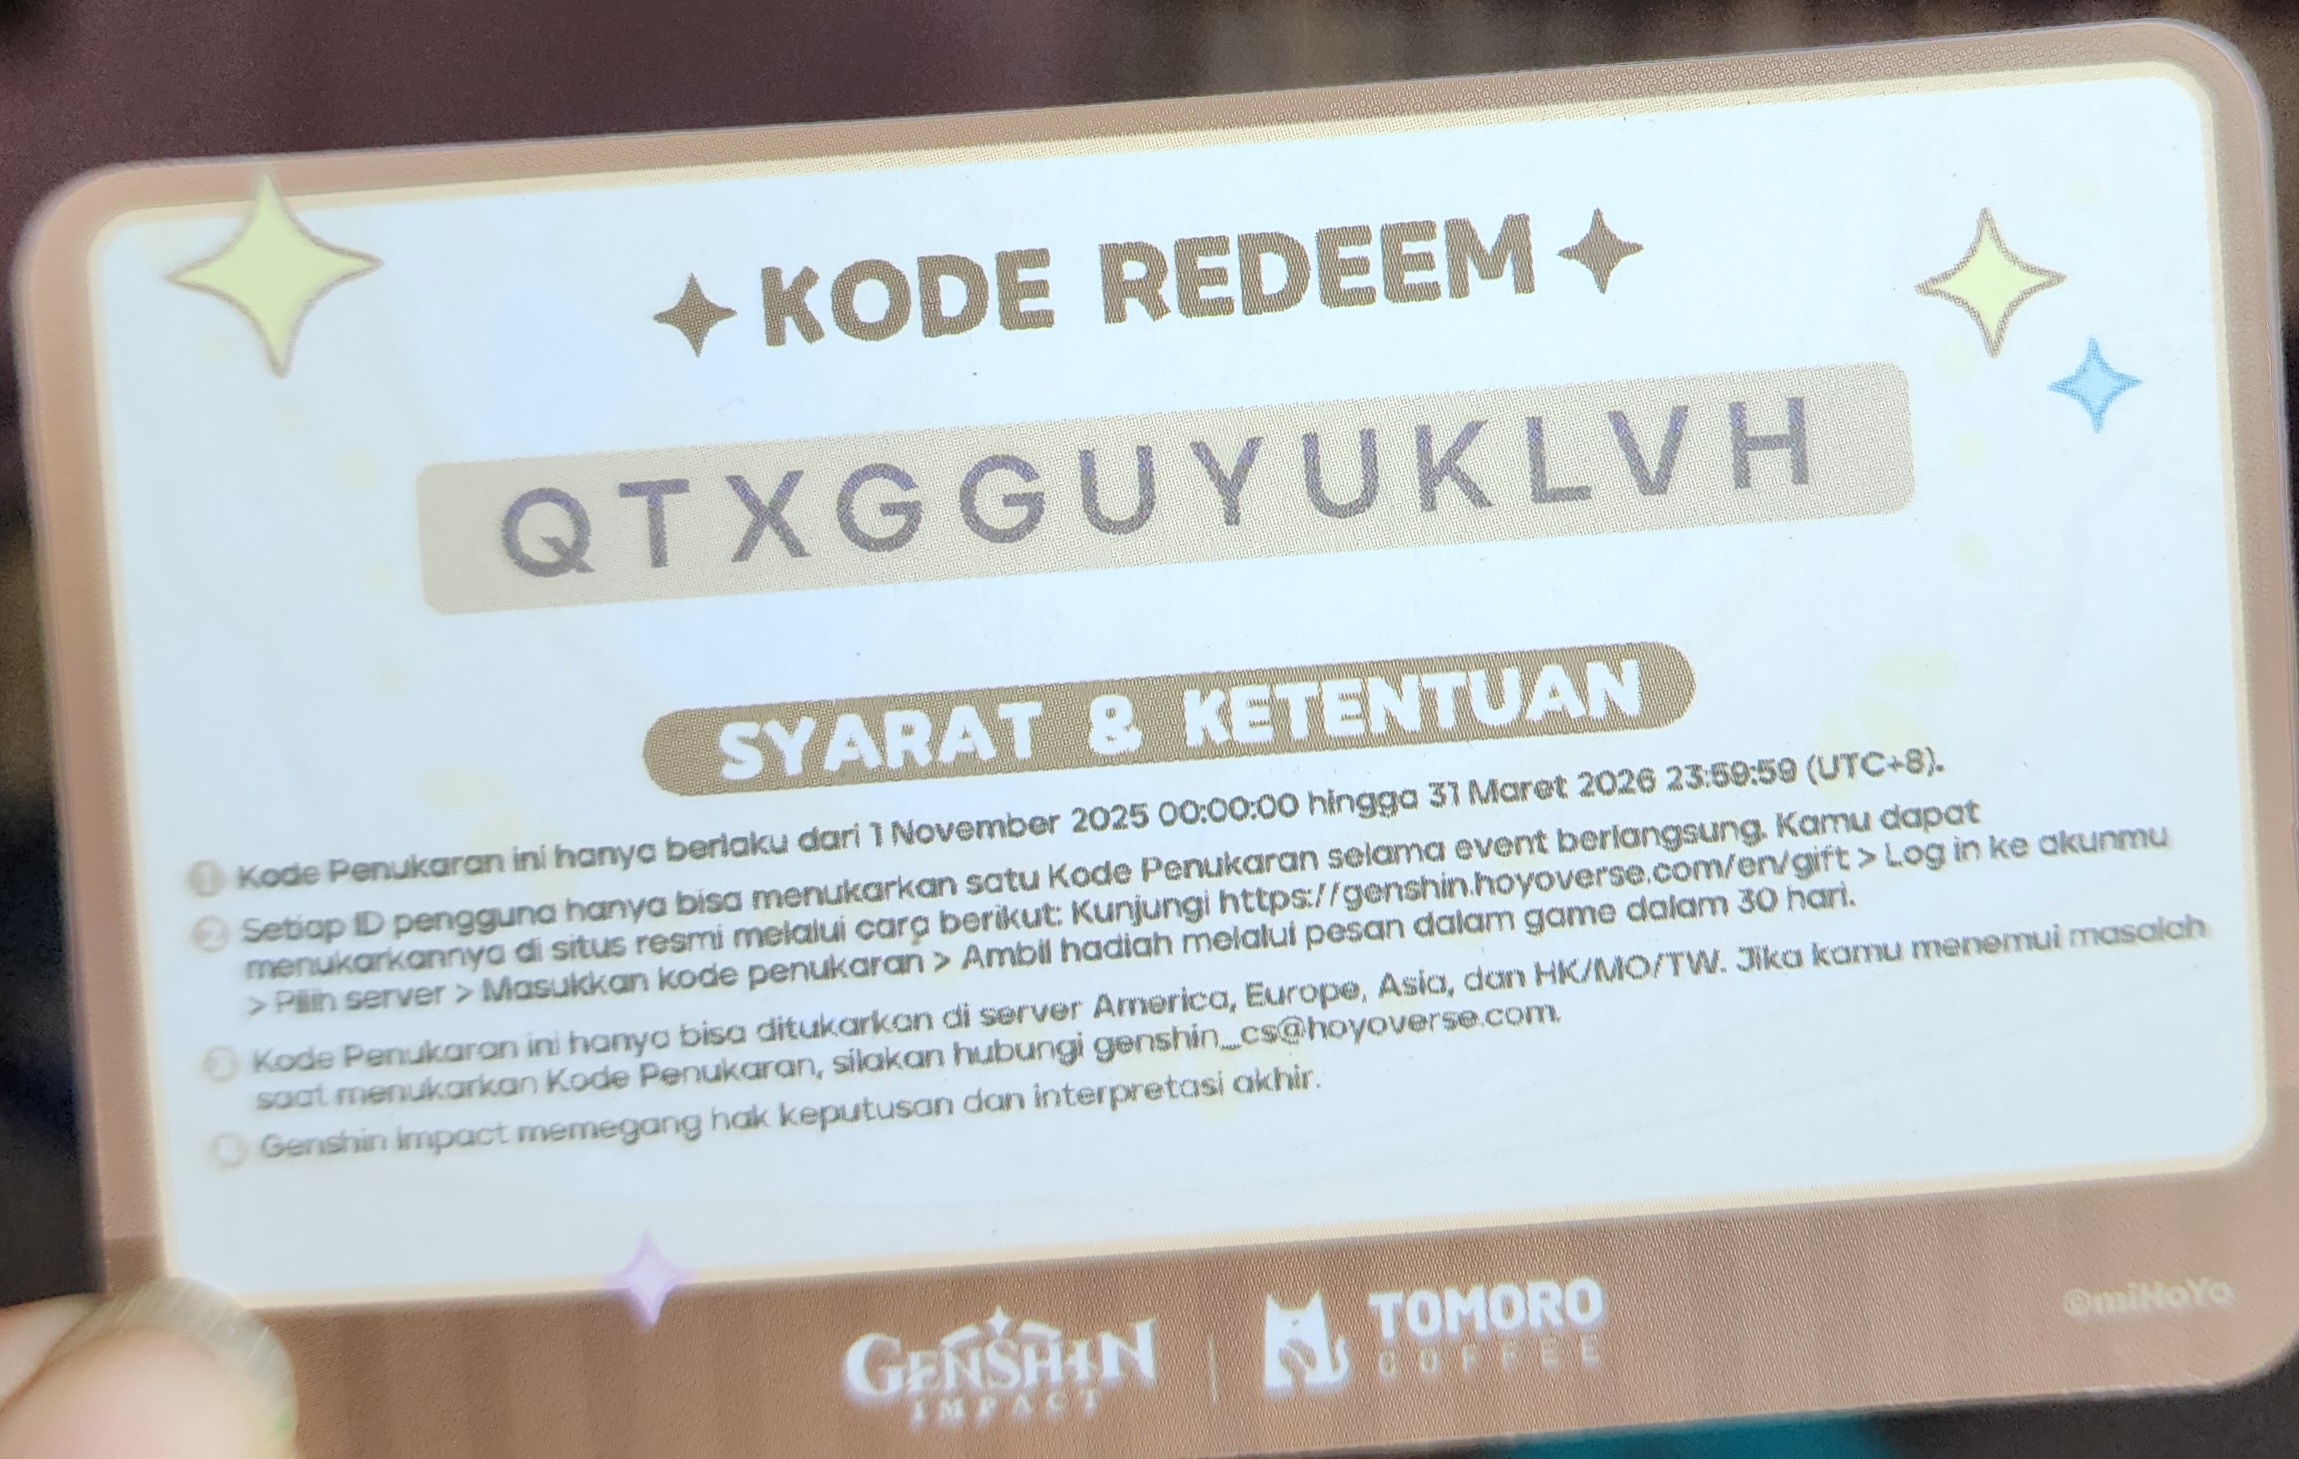 KODE REDEEM
QTXGGUYUKLVH
SYARAT & KETENTUAN
1 Kode Penukaran ini hanya berlaku dari 1 November 2025 00:00:00 hingga 31 Maret 2026 23:59:59 (UTC+8).
2 Setiap ID pengguna hanya bisa menukarkan satu Kode Penukaran selama event berlangsung. Kamu dapat
menukarkannya di situs resmi melalui cara berikut: Kunjungi https://genshin.hoyoverse.com/en/gift > Log in ke akunmu
> Pilih server > Masukkan kode penukaran > Ambil hadiah melalui pesan dalam game dalam 30 hari.
3 Kode Penukaran ini hanya bisa ditukarkan di server America, Europe, Asia, dan HK/MO/TW. Jika kamu menemui masalah
saat menukarkan Kode Penukaran, silakan hubungi genshin_cs@hoyoverse.com.
4 Genshin Impact memegang hak keputusan dan interpretasi akhir.
GENSHIN
IMPACT
TOMORO
COFFEE
©miHoYo